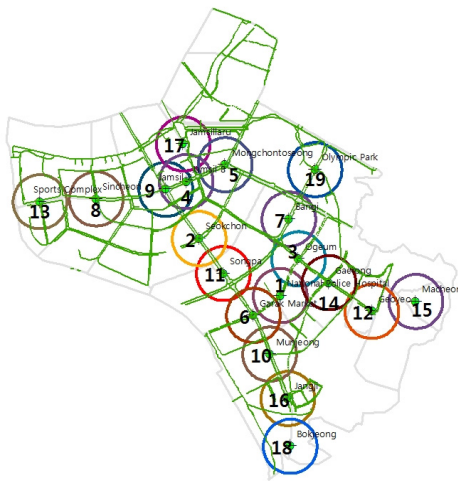 Jamsillaru
17
Mongchontoseong
5
Olympic Park
19
Sports Complex
13
Sincheon
8
Jamsil
9
4
Bangi
7
Seokchon
2
Ogeum
3
Songpa
11
Gaerong
14
National Police Hospital
1
Macheon
15
Geoyeo
12
Garak Market
6
Munjeong
10
Jangji
16
Bokjeong
18